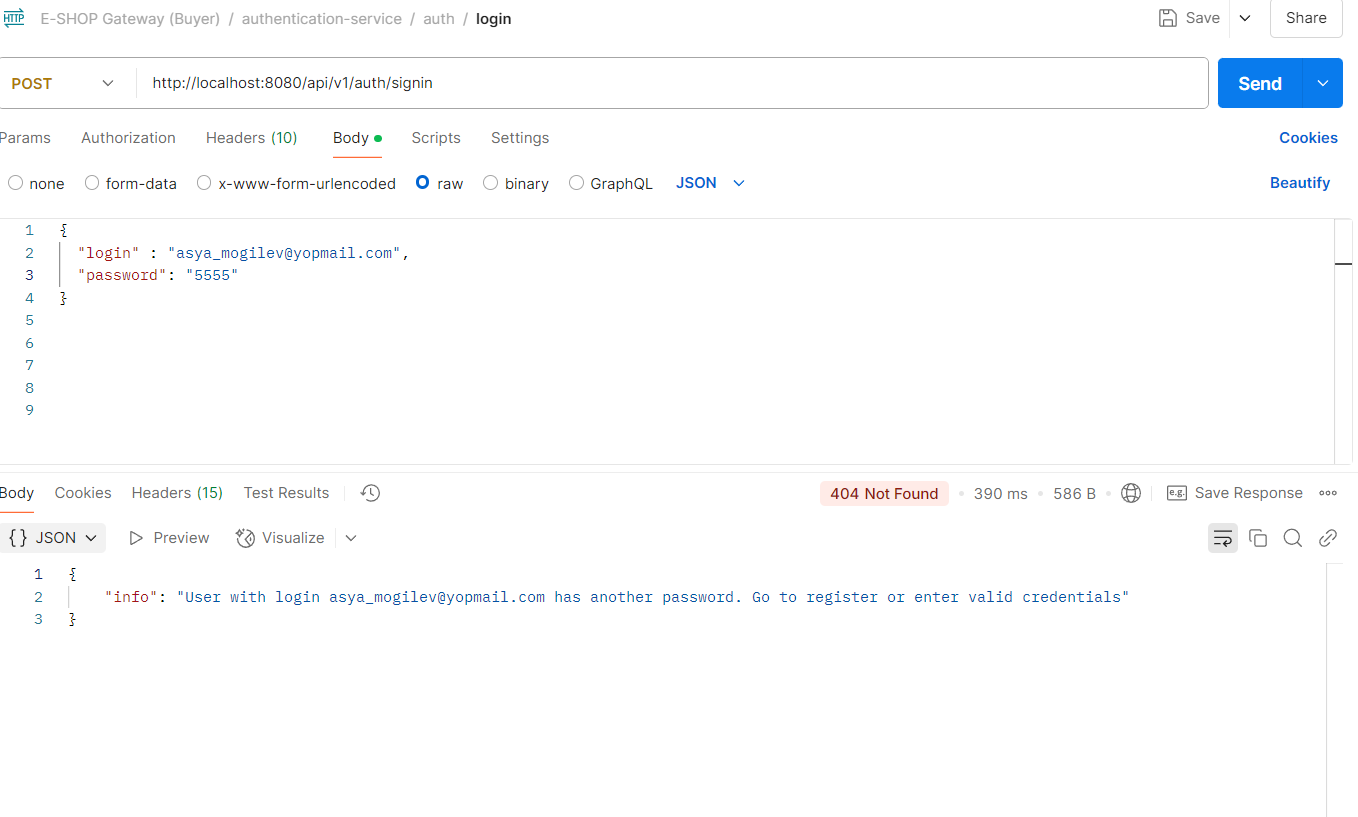 HTTP E-SHOP Gateway (Buyer) / authentication-service / auth / login Save Share
POST http://localhost:8080/api/v1/auth/signin Send
Params Authorization Headers (10) Body Scripts Settings Cookies
none form-data x-www-form-urlencoded raw binary GraphQL JSON Beautify
1 {
2 "login" : "asya_mogilev@yopmail.com",
3 "password": "5555"
4 }
5
6
7
8
9
Body Cookies Headers (15) Test Results 404 Not Found • 390 ms • 586 B • e.g. Save Response
{} JSON Preview Visualize
1 {
2 "info": "User with login asya_mogilev@yopmail.com has another password. Go to register or enter valid credentials"
3 }